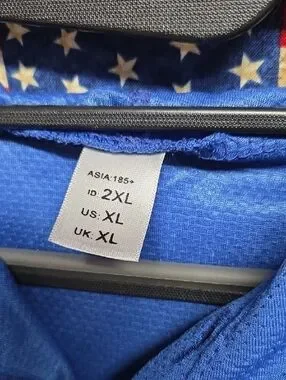 ASIA:185+
ID: 2XL
US: XL
UK: XL